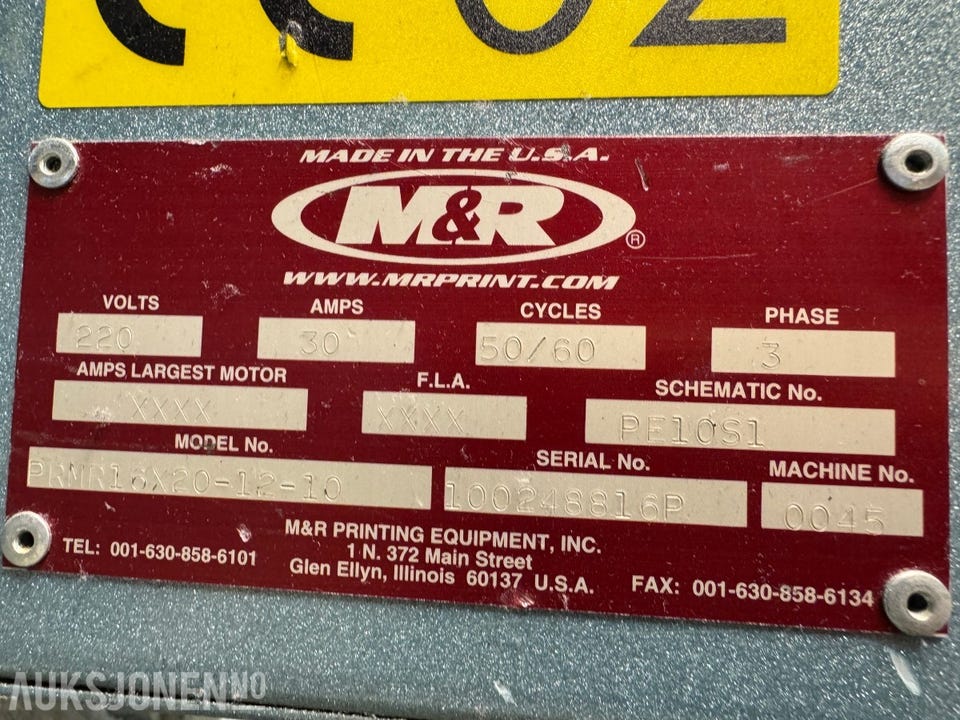 CE 02
MADE IN THE U.S.A.
M&R®
WWW.MRPRINT.COM
VOLTS AMPS CYCLES PHASE
220 30 50/60 3
AMPS LARGEST MOTOR F.L.A. SCHEMATIC No.
XXXX XXXX PE10S1
MODEL No. SERIAL No. MACHINE No.
PRMR16X20-12-10 100248816P 0045
M&R PRINTING EQUIPMENT, INC.
1 N. 372 Main Street
Glen Ellyn, Illinois 60137 U.S.A.
TEL: 001-630-858-6101 FAX: 001-630-858-6134
AUKSJONEN.NO